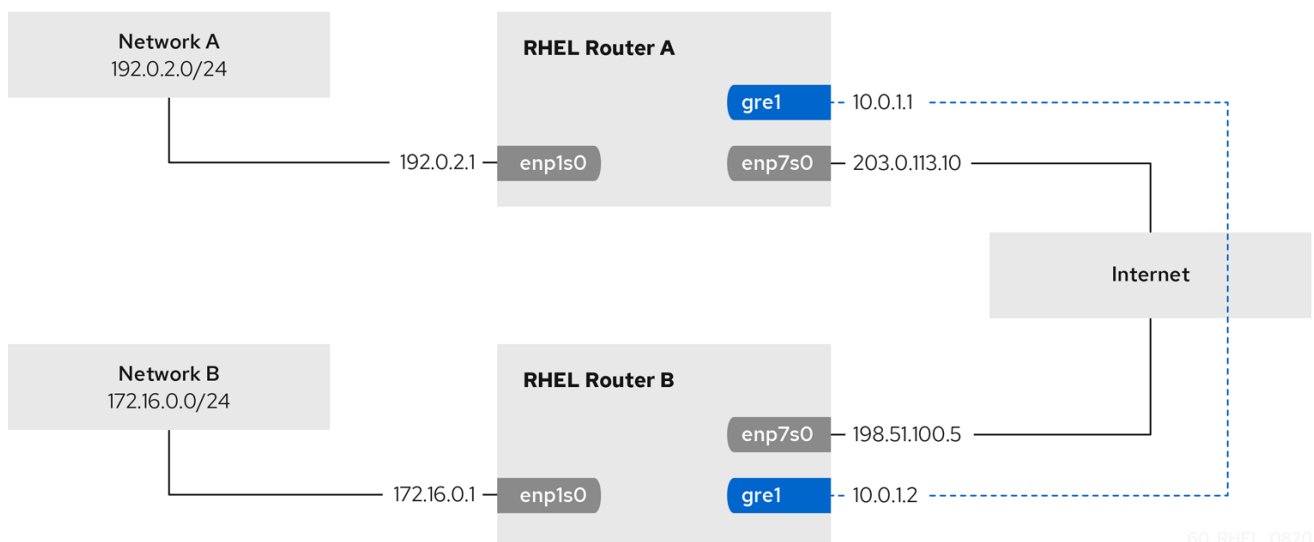 Network A
192.0.2.0/24
RHEL Router A
gre1
10.0.1.1
192.0.2.1
enp1s0
enp7s0
203.0.113.10
Internet
Network B
172.16.0.0/24
RHEL Router B
enp7s0
198.51.100.5
172.16.0.1
enp1s0
gre1
10.0.1.2
60_RHEL_0820